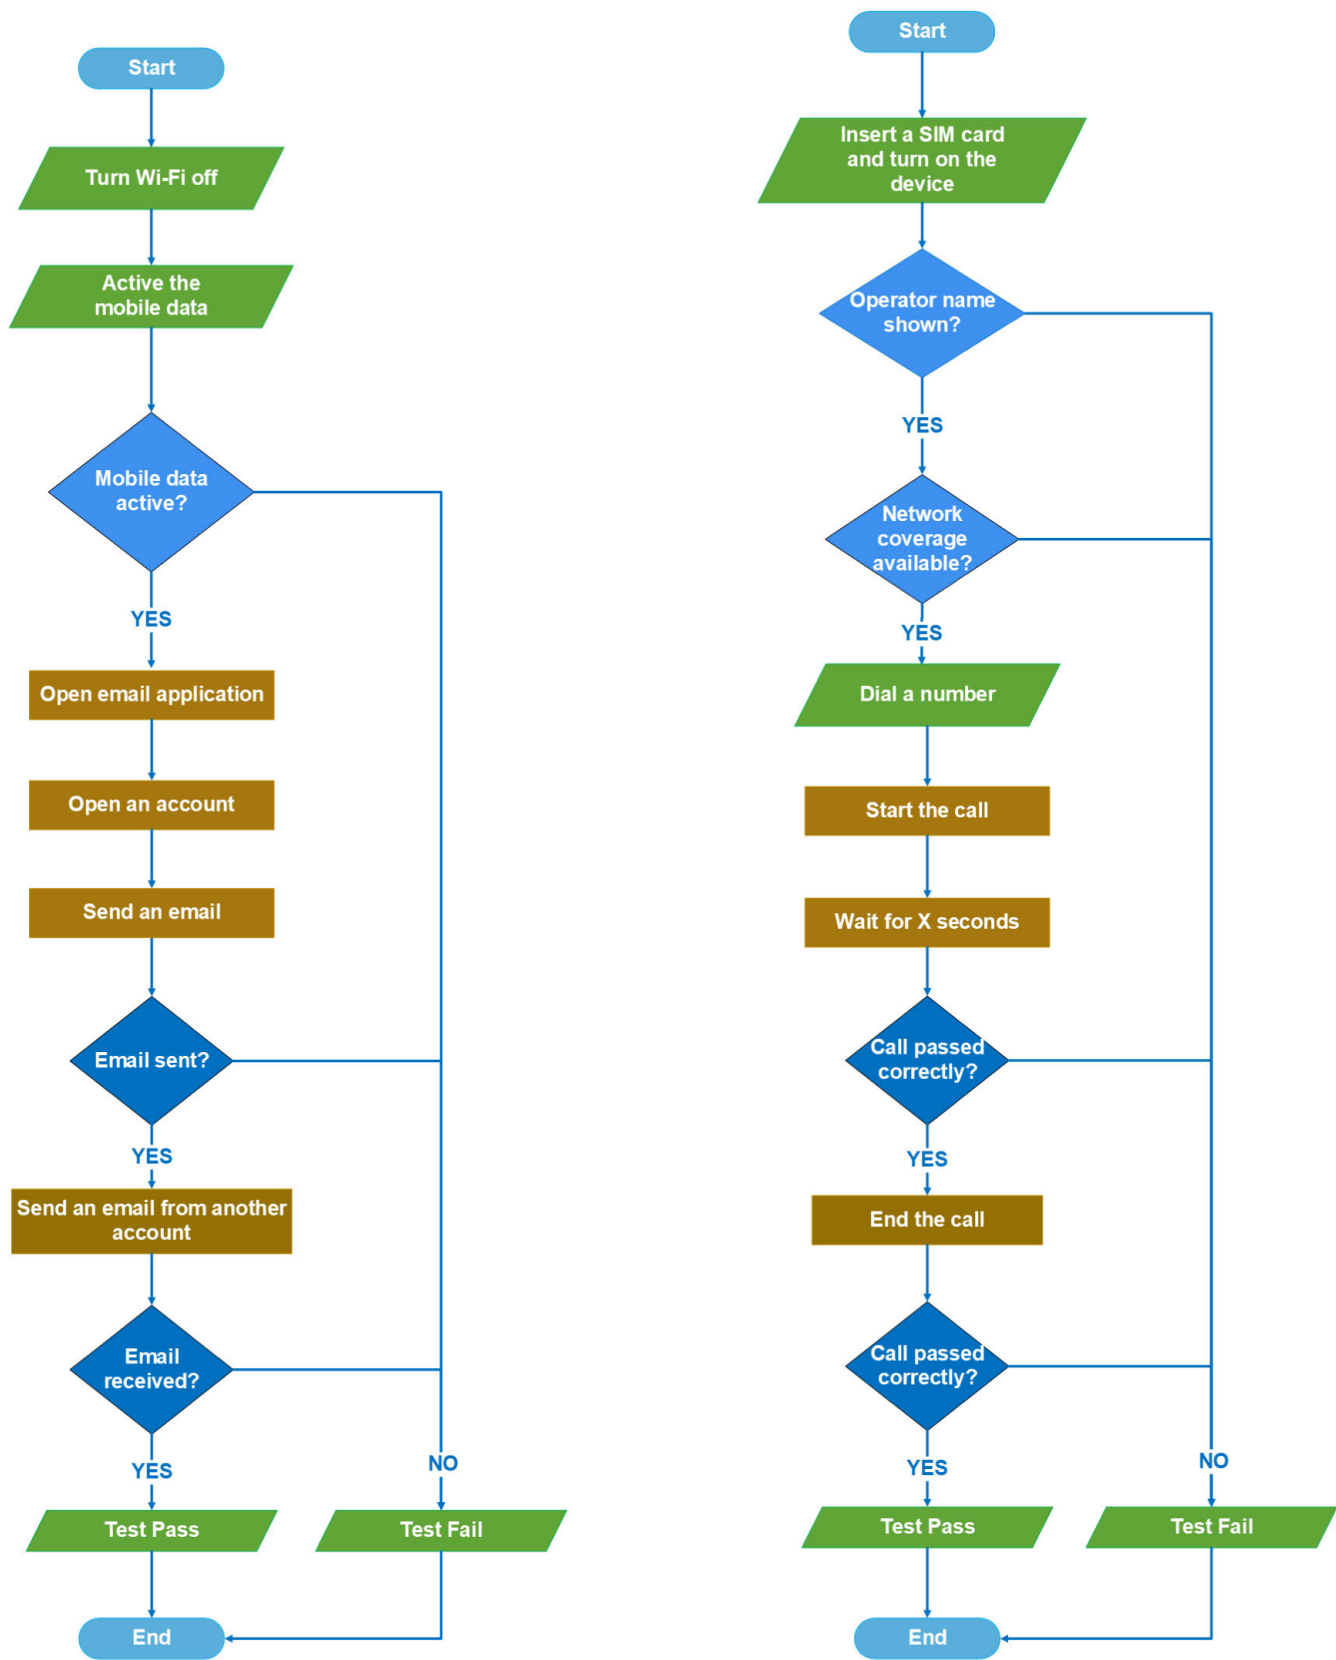 Start
Turn Wi-Fi off
Active the
mobile data
Mobile data
active?
YES
Open email application
Open an account
Send an email
Email sent?
YES
Send an email from another
account
Email
received?
YES
NO
Test Pass
Test Fail
End
Start
Insert a SIM card
and turn on the
device
Operator name
shown?
YES
Network
coverage
available?
YES
Dial a number
Start the call
Wait for X seconds
Call passed
correctly?
YES
End the call
Call passed
correctly?
YES
NO
Test Pass
Test Fail
End